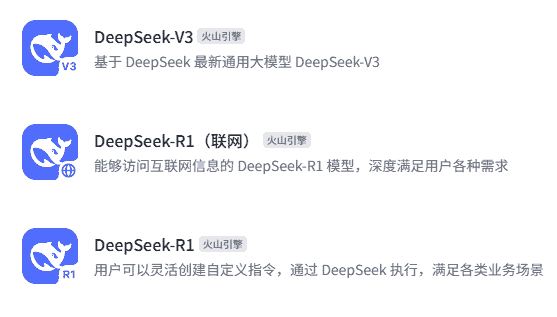 DeepSeek-V3 火山引擎
基于 DeepSeek 最新通用大模型 DeepSeek-V3
V3
DeepSeek-R1（联网） 火山引擎
能够访问互联网信息的 DeepSeek-R1 模型，深度满足用户各种需求
DeepSeek-R1 火山引擎
用户可以灵活创建自定义指令，通过 DeepSeek 执行，满足各类业务场景
R1